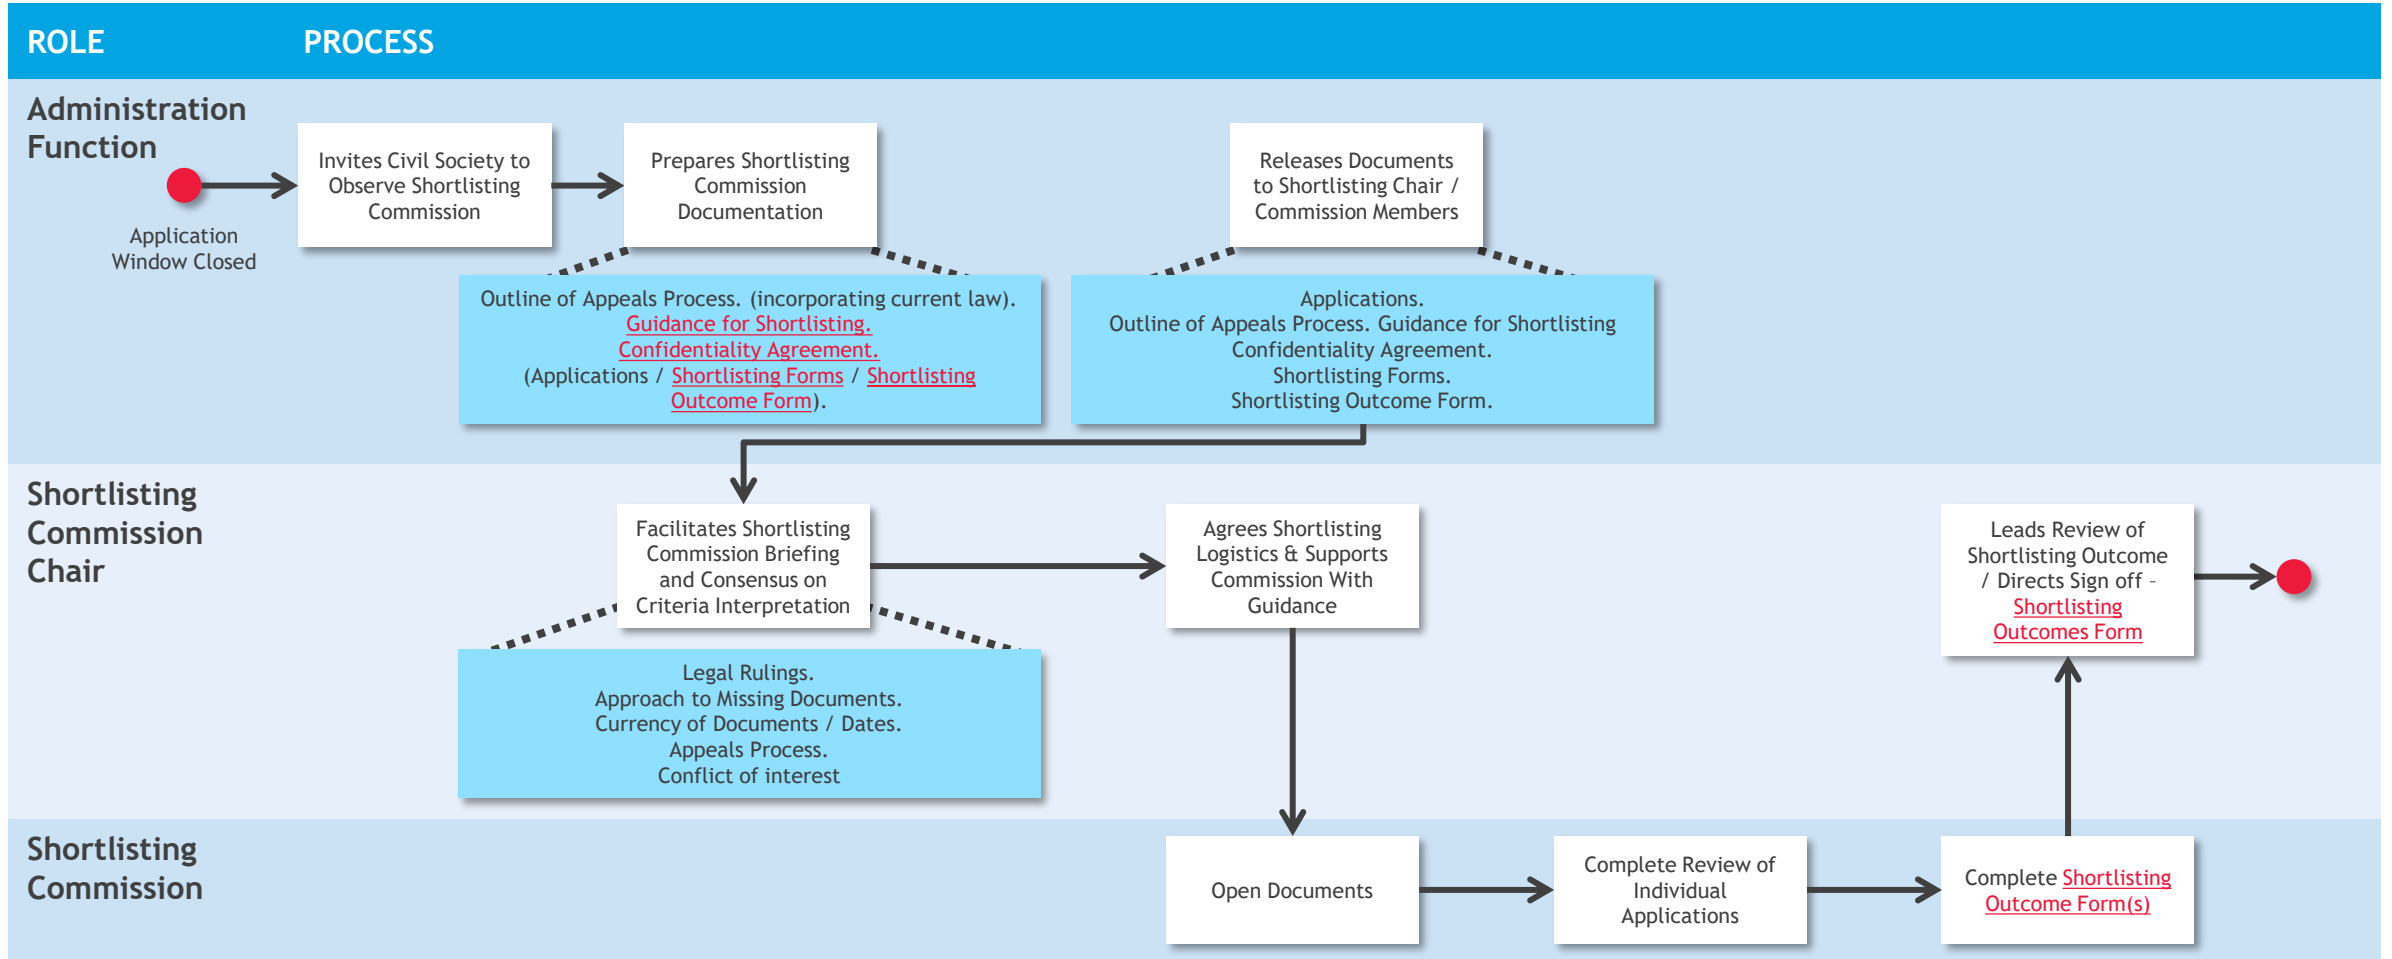 ROLE
PROCESS
Administration
Function
Application
Window Closed
Invites Civil Society to
Observe Shortlisting
Commission
Prepares Shortlisting
Commission
Documentation
Releases Documents
to Shortlisting Chair /
Commission Members
Outline of Appeals Process. (incorporating current law).
Guidance for Shortlisting.
Confidentiality Agreement.
(Applications / Shortlisting Forms / Shortlisting
Outcome Form).
Applications.
Outline of Appeals Process. Guidance for Shortlisting
Confidentiality Agreement.
Shortlisting Forms.
Shortlisting Outcome Form.
Shortlisting
Commission
Chair
Facilitates Shortlisting
Commission Briefing
and Consensus on
Criteria Interpretation
Agrees Shortlisting
Logistics & Supports
Commission With
Guidance
Leads Review of
Shortlisting Outcome
/ Directs Sign off –
Shortlisting
Outcomes Form
Legal Rulings.
Approach to Missing Documents.
Currency of Documents / Dates.
Appeals Process.
Conflict of interest
Shortlisting
Commission
Open Documents
Complete Review of
Individual
Applications
Complete Shortlisting
Outcome Form(s)